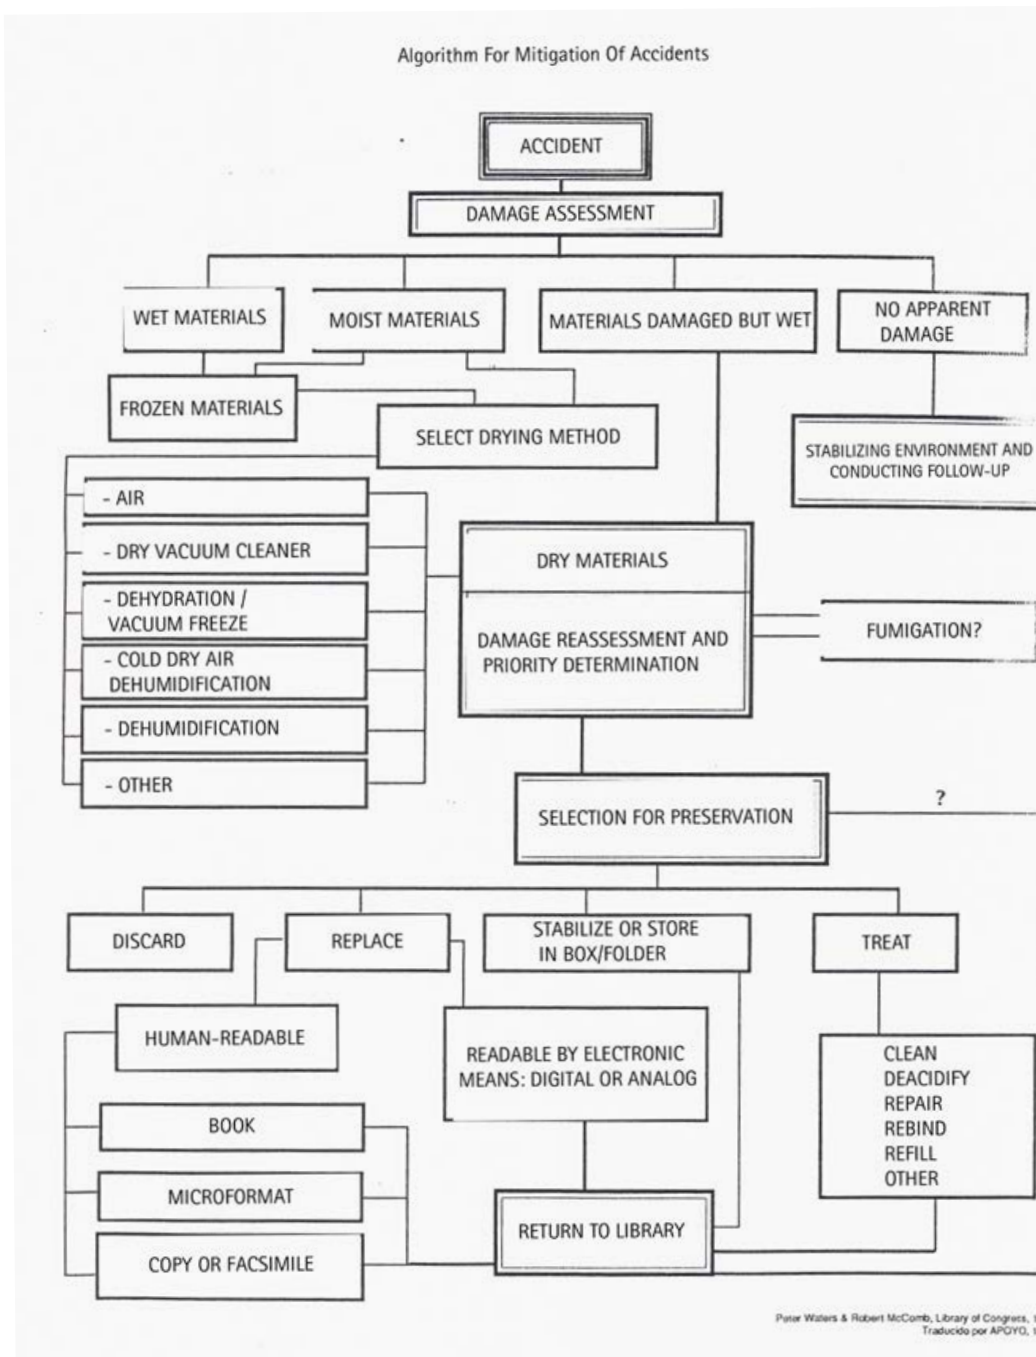 Algorithm For Mitigation Of Accidents
ACCIDENT
DAMAGE ASSESSMENT
WET MATERIALS
MOIST MATERIALS
MATERIALS DAMAGED BUT WET
NO APPARENT
DAMAGE
FROZEN MATERIALS
SELECT DRYING METHOD
STABILIZING ENVIRONMENT AND
CONDUCTING FOLLOW-UP
- AIR
- DRY VACUUM CLEANER
- DEHYDRATION /
VACUUM FREEZE
- COLD DRY AIR
DEHUMIDIFICATION
- DEHUMIDIFICATION
- OTHER
DRY MATERIALS
DAMAGE REASSESSMENT AND
PRIORITY DETERMINATION
FUMIGATION?
SELECTION FOR PRESERVATION
?
DISCARD
REPLACE
STABILIZE OR STORE
IN BOX/FOLDER
TREAT
HUMAN-READABLE
READABLE BY ELECTRONIC
MEANS: DIGITAL OR ANALOG
CLEAN
DEACIDIFY
REPAIR
REBIND
REFILL
OTHER
BOOK
MICROFORMAT
COPY OR FACSIMILE
RETURN TO LIBRARY
Peter Waters & Robert McComb, Library of Congress,
Traducido por APOYO,